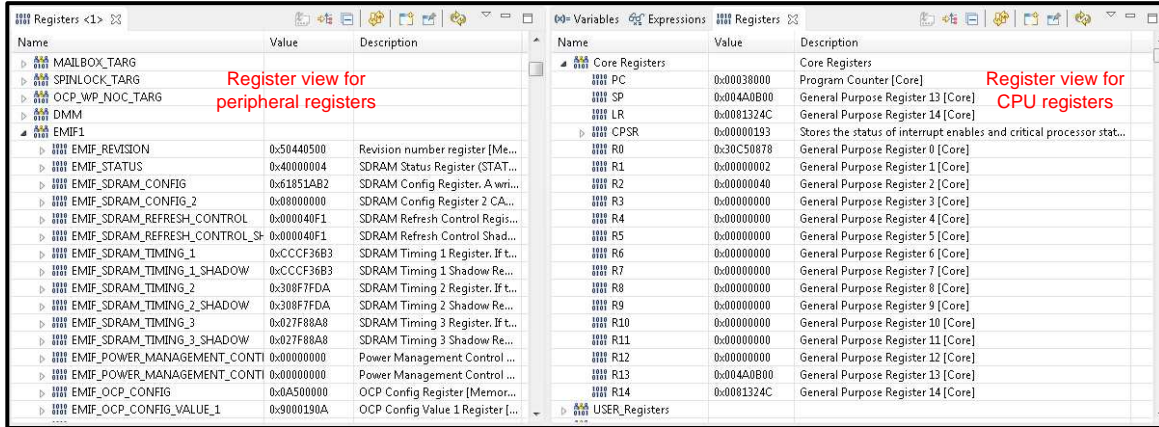 Registers <1>
Name Value Description
MAILBOX_TARG
SPINLOCK_TARG
OCP_WP_NOC_TARG
DMM
EMIF1
EMIF_REVISION 0x50440500 Revision number register [Me...
EMIF_STATUS 0x40000004 SDRAM Status Register (STAT...
EMIF_SDRAM_CONFIG 0x61851AB2 SDRAM Config Register. A wri...
EMIF_SDRAM_CONFIG_2 0x08000000 SDRAM Config Register 2 CA...
EMIF_SDRAM_REFRESH_CONTROL 0x000040F1 SDRAM Refresh Control Regis...
EMIF_SDRAM_REFRESH_CONTROL_SH 0x000040F1 SDRAM Refresh Control Shad...
EMIF_SDRAM_TIMING_1 0xCCCF36B3 SDRAM Timing 1 Register. If t...
EMIF_SDRAM_TIMING_1_SHADOW 0xCCCF36B3 SDRAM Timing 1 Shadow Re...
EMIF_SDRAM_TIMING_2 0x308F7FDA SDRAM Timing 2 Register. If t...
EMIF_SDRAM_TIMING_2_SHADOW 0x308F7FDA SDRAM Timing 2 Shadow Re...
EMIF_SDRAM_TIMING_3 0x027F88A8 SDRAM Timing 3 Register. If t...
EMIF_SDRAM_TIMING_3_SHADOW 0x027F88A8 SDRAM Timing 3 Shadow Re...
EMIF_POWER_MANAGEMENT_CONTI 0x00000000 Power Management Control ...
EMIF_POWER_MANAGEMENT_CONTI 0x00000000 Power Management Control ...
EMIF_OCP_CONFIG 0x0A500000 OCP Config Register [Memor...
EMIF_OCP_CONFIG_VALUE_1 0x9000190A OCP Config Value 1 Register [...
Register view for
peripheral registers
(x)= Variables Expressions Registers
Name Value Description
Core Registers Core Registers
PC 0x00038000 Program Counter [Core]
SP 0x004A0B00 General Purpose Register 13 [Core]
LR 0x0081324C General Purpose Register 14 [Core]
CPSR 0x00000193 Stores the status of interrupt enables and critical processor stat...
R0 0x30C50878 General Purpose Register 0 [Core]
R1 0x00000002 General Purpose Register 1 [Core]
R2 0x00000040 General Purpose Register 2 [Core]
R3 0x00000000 General Purpose Register 3 [Core]
R4 0x00000000 General Purpose Register 4 [Core]
R5 0x00000000 General Purpose Register 5 [Core]
R6 0x00000000 General Purpose Register 6 [Core]
R7 0x00000000 General Purpose Register 7 [Core]
R8 0x00000000 General Purpose Register 8 [Core]
R9 0x00000000 General Purpose Register 9 [Core]
R10 0x00000000 General Purpose Register 10 [Core]
R11 0x00000000 General Purpose Register 11 [Core]
R12 0x00000000 General Purpose Register 12 [Core]
R13 0x004A0B00 General Purpose Register 13 [Core]
R14 0x0081324C General Purpose Register 14 [Core]
USER_Registers
Register view for
CPU registers